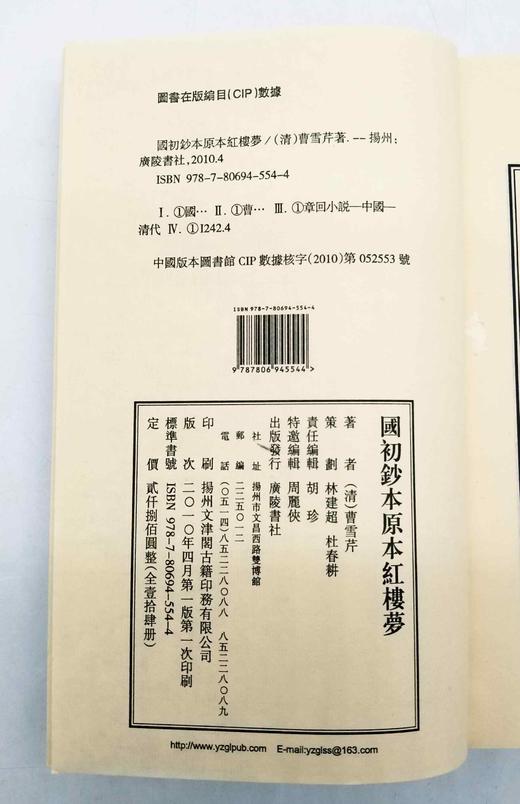 圖書在版編目(CIP)數據
國初鈔本原本紅樓夢/(清)曹雪芹著.--揚州:
廣陵書社,2010.4
ISBN 978-7-80694-554-4
Ⅰ.①國… Ⅱ.①曹… Ⅲ.①章回小説—中國—
清代 Ⅳ.①I242.4
中國版本圖書館CIP數據核字(2010)第052553號
ISBN 978-7-80694-554-4
9 787806 945544 >
國初鈔本原本紅樓夢
著者 (清)曹雪芹
策劃 林建超 杜春耕
責任編輯 胡珍
特邀編輯 周麗俠
出版發行 廣陵書社
社址 揚州市文昌西路雙博館
郵編 二二五〇一二
電話 (〇五一四)八五二二八〇八八 八五二二八〇八九
印刷 揚州文津閣古籍印務有限公司
版次 二〇一〇年四月第一版第一次印刷
標準書號 ISBN 978-7-80694-554-4
定價 貳仟捌佰圓整(全壹拾肆册)
http://www.yzglpub.com E-mail:yzglss@163.com